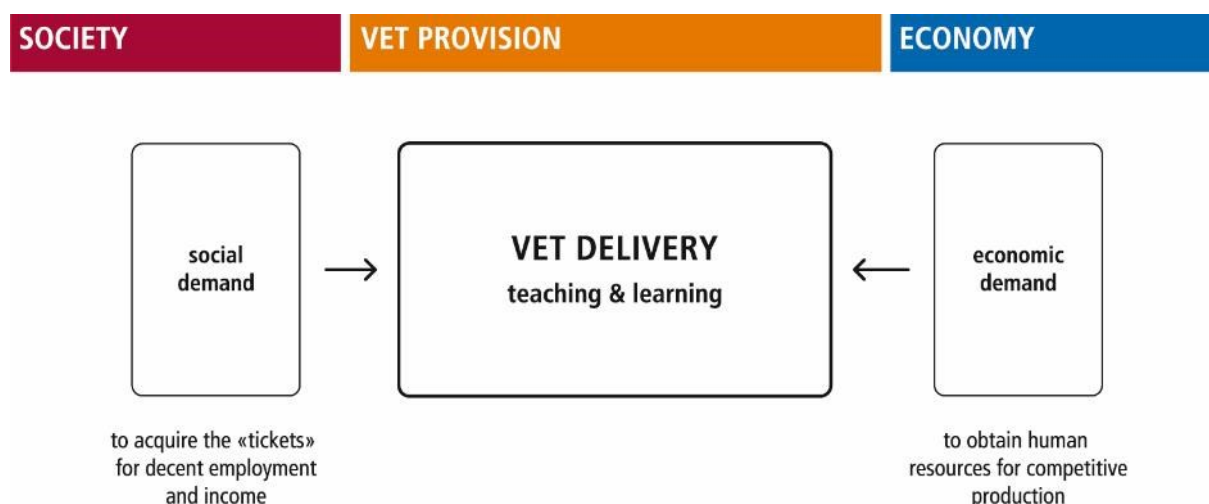 SOCIETY
VET PROVISION
ECONOMY
social
demand
VET DELIVERY
teaching & learning
economic
demand
to acquire the «tickets»
for decent employment
and income
to obtain human
resources for competitive
production